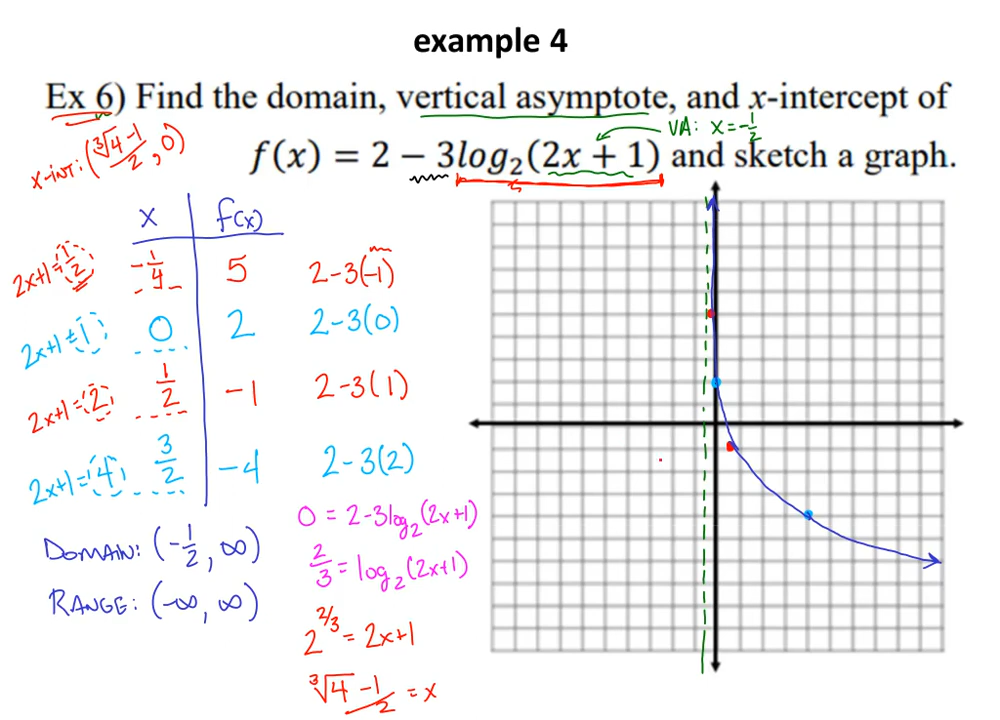 example 4
Ex 6) Find the domain, vertical asymptote, and x-intercept of
VA: x=-1/2
f(x) = 2 − 3log₂(2x + 1) and sketch a graph.
x-INT: (∛4-1/2, 0)
x | f(x)
2x+1=1/2 -1/4 5 2-3(-1)
2x+1=1 0 2 2-3(0)
2x+1=2 1/2 -1 2-3(1)
2x+1=4 3/2 -4 2-3(2)
0 = 2-3log₂(2x+1)
DOMAIN: (-1/2, ∞)
2/3 = log₂(2x+1)
RANGE: (-∞, ∞)
2^(2/3) = 2x+1
∛4-1/2 = x